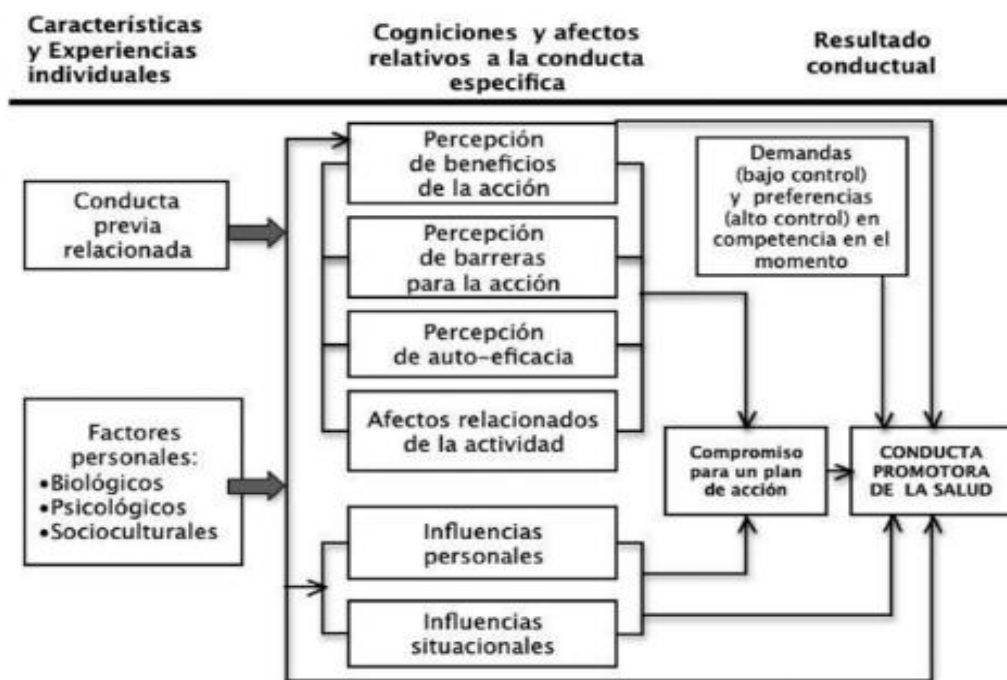 Características
y Experiencias
individuales
Cogniciones y afectos
relativos a la conducta
especifica
Resultado
conductual
Conducta
previa
relacionada
Factores
personales:
•Biológicos
•Psicológicos
•Socioculturales
Percepción
de beneficios
de la acción
Percepción
de barreras
para la acción
Percepción
de auto-eficacia
Afectos relacionados
de la actividad
Influencias
personales
Influencias
situacionales
Demandas
(bajo control)
y preferencias
(alto control) en
competencia en el
momento
Compromiso
para un plan
de acción
CONDUCTA
PROMOTORA
DE LA SALUD